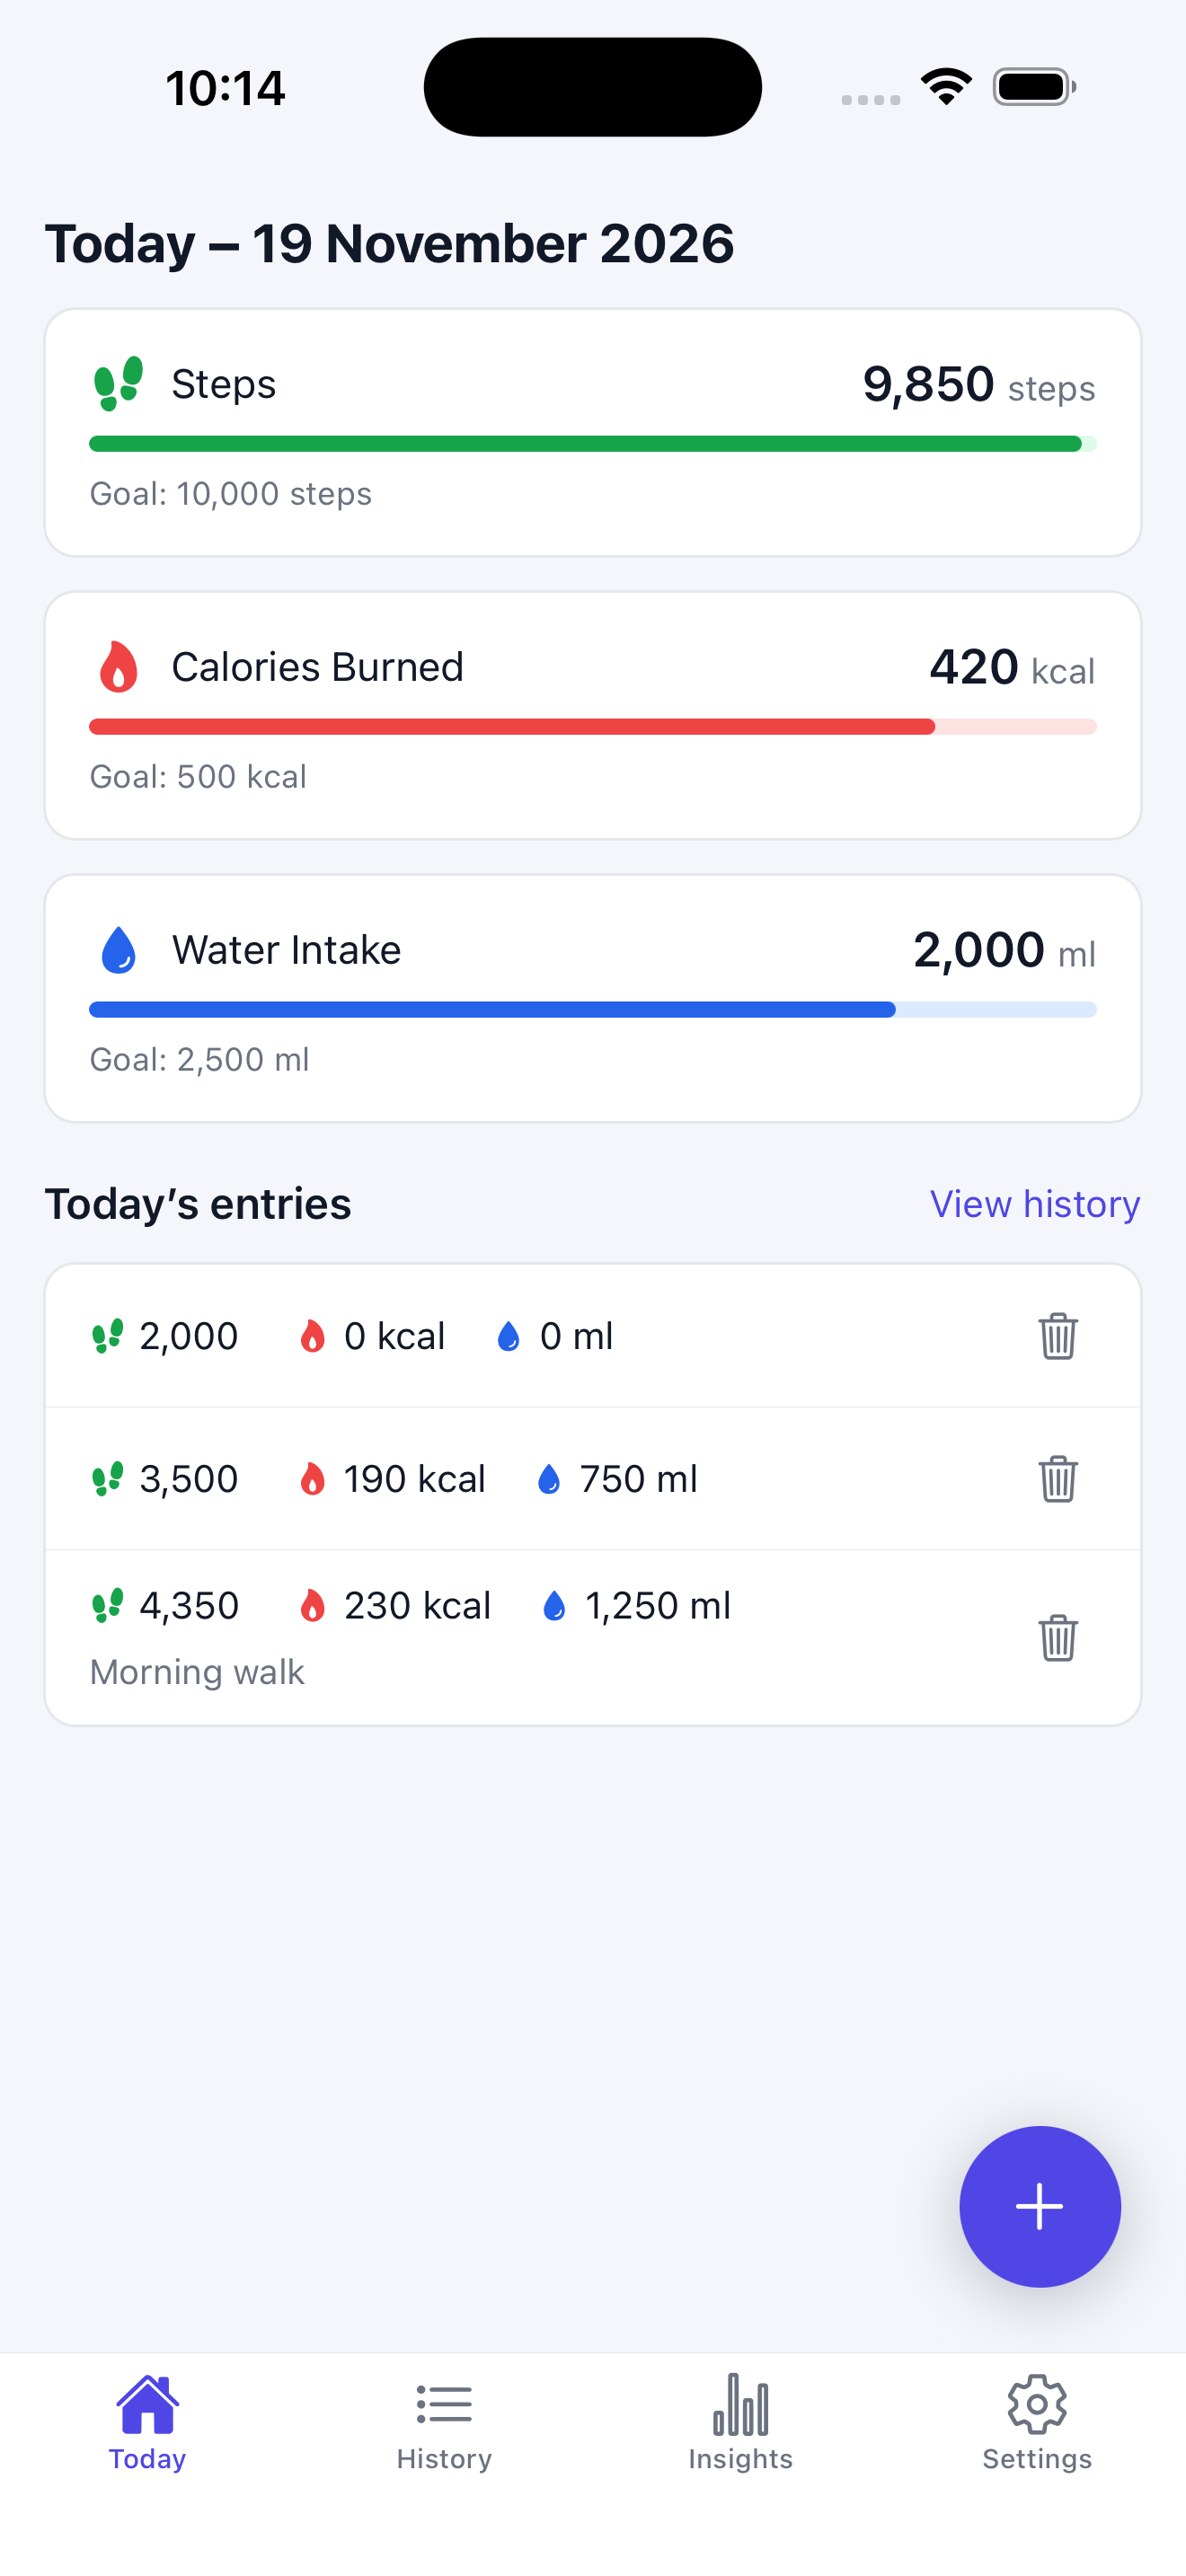 10:14
Today – 19 November 2026
Steps 9,850 steps
Goal: 10,000 steps
Calories Burned 420 kcal
Goal: 500 kcal
Water Intake 2,000 ml
Goal: 2,500 ml
Today’s entries View history
2,000 0 kcal 0 ml
3,500 190 kcal 750 ml
4,350 230 kcal 1,250 ml
Morning walk
Today History Insights Settings